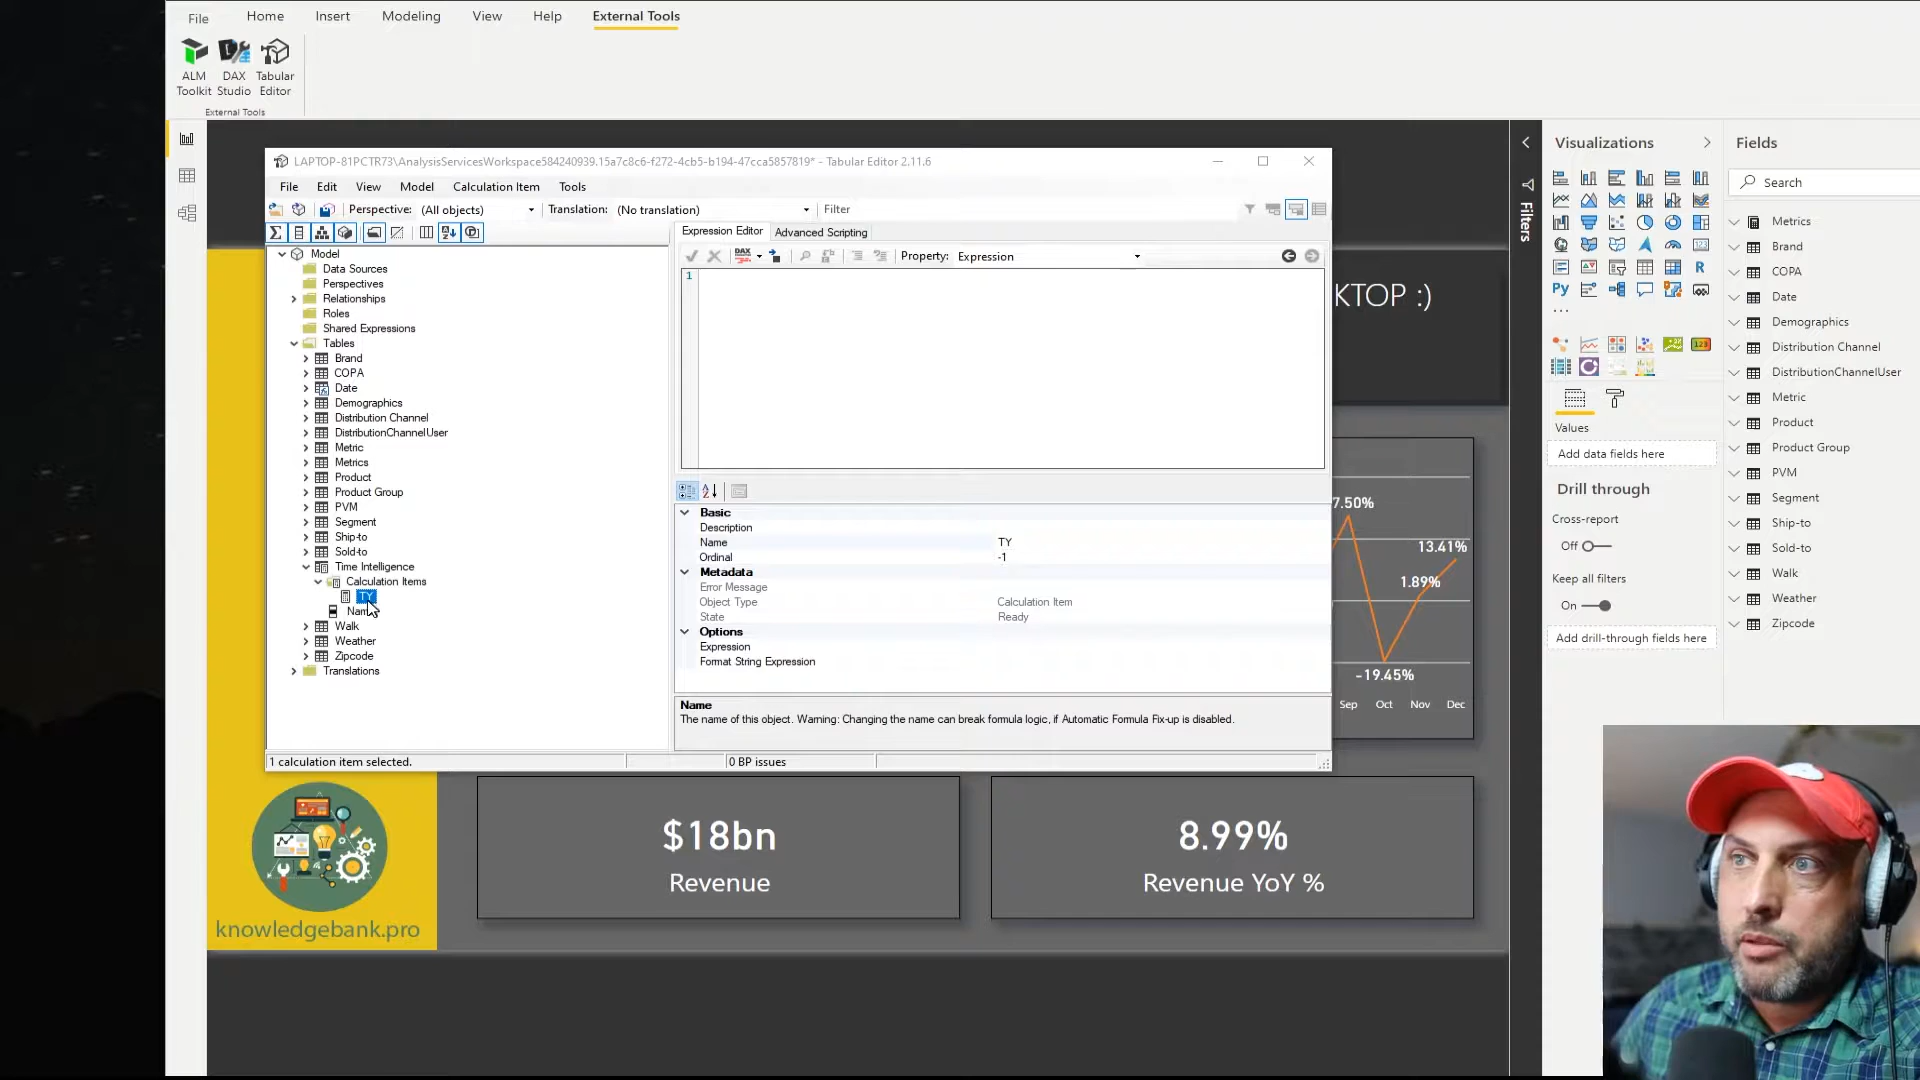 File
Home
Insert
Modeling
View
Help
External Tools
ALM Toolkit
DAX Studio
Tabular Editor
External Tools
LAPTOP-81PCTR73\AnalysisServicesWorkspace584240939.15a7c8c6-f272-4cb5-b194-47cca5857819* - Tabular Editor 2.11.6
File Edit View Model Calculation Item Tools
Perspective: (All objects) Translation: (No translation) Filter
Model
Data Sources
Perspectives
Relationships
Roles
Shared Expressions
Tables
Brand
COPA
Date
Demographics
Distribution Channel
DistributionChannelUser
Metric
Metrics
Product
Product Group
PVM
Segment
Ship-to
Sold-to
Time Intelligence
Calculation Items
TY
Walk
Weather
Zipcode
Translations
1 calculation item selected.
0 BP issues
Expression Editor Advanced Scripting
DAX
Property: Expression
1
Basic
Description
Name TY
Ordinal -1
Metadata
Error Message
Object Type Calculation Item
State Ready
Options
Expression
Format String Expression
Name
The name of this object. Warning: Changing the name can break formula logic, if Automatic Formula Fix-up is disabled.
KTOP :)
7.50%
13.41%
1.89%
-19.45%
Sep Oct Nov Dec
$18bn
Revenue
8.99%
Revenue YoY %
knowledgebank.pro
Filters
Visualizations
R
Py
...
123
Values
Add data fields here
Drill through
Cross-report
Off
Keep all filters
On
Add drill-through fields here
Fields
Search
Metrics
Brand
COPA
Date
Demographics
Distribution Channel
DistributionChannelUser
Metric
Product
Product Group
PVM
Segment
Ship-to
Sold-to
Walk
Weather
Zipcode